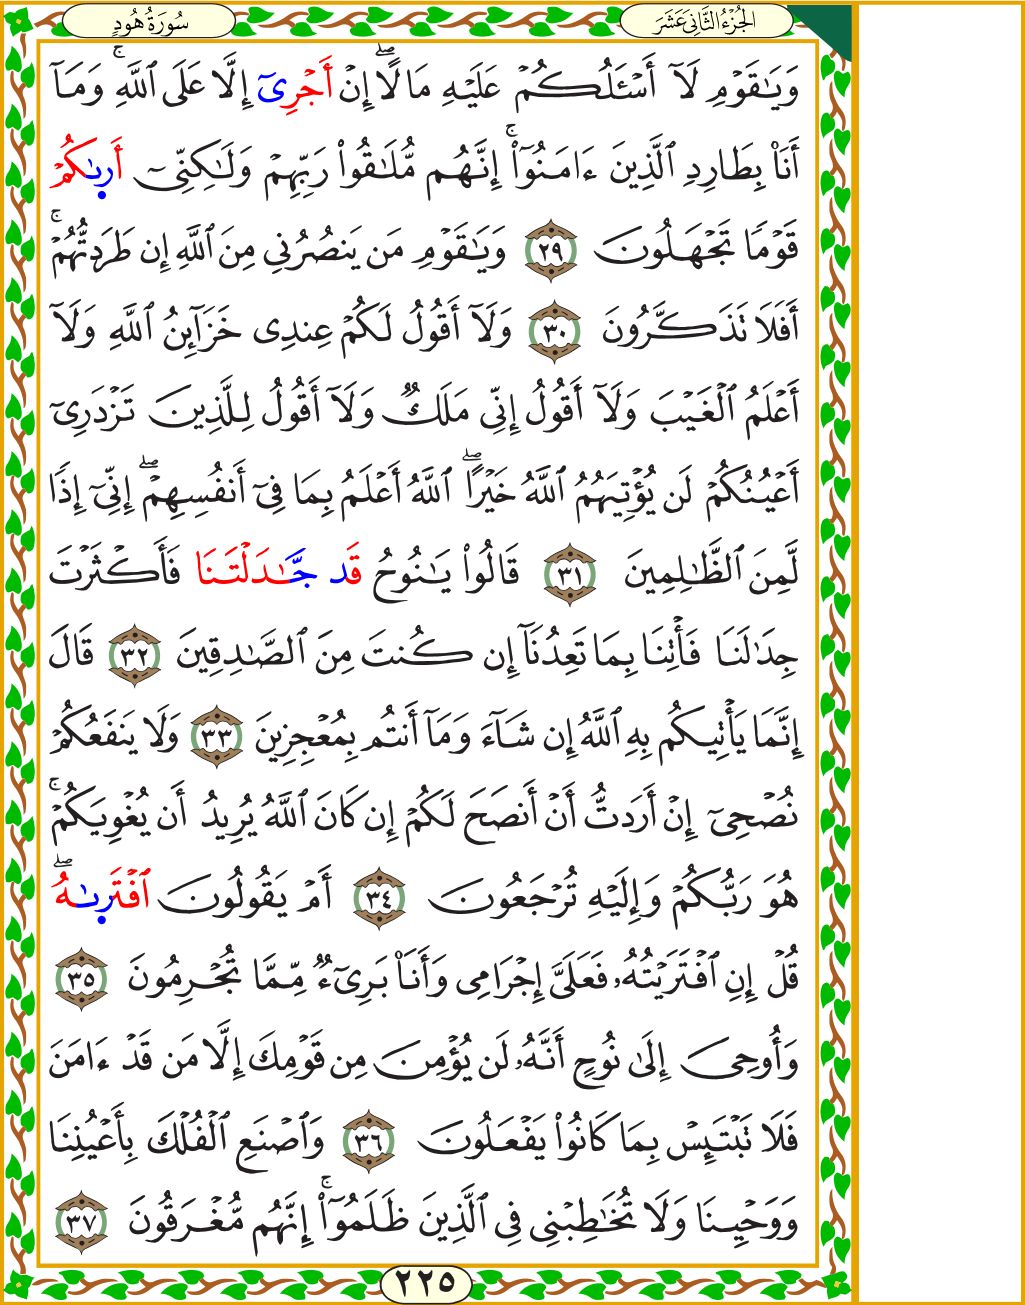 الجُزْءُ الثَّانِىَ عَشَرَ
سُورَةُ هُودٍ
وَيَٰقَوْمِ لَآ أَسْـَٔلُكُمْ عَلَيْهِ مَالًاۖ إِنْ أَجْرِىَ إِلَّا عَلَى ٱللَّهِۚ وَمَآ
أَنَا۠ بِطَارِدِ ٱلَّذِينَ ءَامَنُوٓا۟ۚ إِنَّهُم مُّلَٰقُوا۟ رَبِّهِمْ وَلَٰكِنِّىٓ أَرىٰكُمْ
قَوْمًا تَجْهَلُونَ ٢٩ وَيَٰقَوْمِ مَن يَنصُرُنِى مِنَ ٱللَّهِ إِن طَرَدتُّهُمْۚ
أَفَلَا تَذَكَّرُونَ ٣٠ وَلَآ أَقُولُ لَكُمْ عِندِى خَزَآئِنُ ٱللَّهِ وَلَآ
أَعْلَمُ ٱلْغَيْبَ وَلَآ أَقُولُ إِنِّى مَلَكٌ وَلَآ أَقُولُ لِلَّذِينَ تَزْدَرِىٓ
أَعْيُنُكُمْ لَن يُؤْتِيَهُمُ ٱللَّهُ خَيْرًاۖ ٱللَّهُ أَعْلَمُ بِمَا فِىٓ أَنفُسِهِمْۖ إِنِّىٓ إِذًا
لَّمِنَ ٱلظَّٰلِمِينَ ٣١ قَالُوا۟ يَٰنُوحُ قَد جَّٰدَلْتَنَا فَأَكْثَرْتَ
جِدَٰلَنَا فَأْتِنَا بِمَا تَعِدُنَآ إِن كُنتَ مِنَ ٱلصَّٰدِقِينَ ٣٢ قَالَ
إِنَّمَا يَأْتِيكُم بِهِ ٱللَّهُ إِن شَآءَ وَمَآ أَنتُم بِمُعْجِزِينَ ٣٣ وَلَا يَنفَعُكُمْ
نُصْحِىٓ إِنْ أَرَدتُّ أَنْ أَنصَحَ لَكُمْ إِن كَانَ ٱللَّهُ يُرِيدُ أَن يُغْوِيَكُمْۚ
هُوَ رَبُّكُمْ وَإِلَيْهِ تُرْجَعُونَ ٣٤ أَمْ يَقُولُونَ ٱفْتَرىٰهُۖ
قُلْ إِنِ ٱفْتَرَيْتُهُۥ فَعَلَىَّ إِجْرَامِى وَأَنَا۠ بَرِىٓءٌ مِّمَّا تُجْرِمُونَ ٣٥
وَأُوحِىَ إِلَىٰ نُوحٍ أَنَّهُۥ لَن يُؤْمِنَ مِن قَوْمِكَ إِلَّا مَن قَدْ ءَامَنَ
فَلَا تَبْتَئِسْ بِمَا كَانُوا۟ يَفْعَلُونَ ٣٦ وَٱصْنَعِ ٱلْفُلْكَ بِأَعْيُنِنَا
وَوَحْيِنَا وَلَا تُخَٰطِبْنِى فِى ٱلَّذِينَ ظَلَمُوٓا۟ۚ إِنَّهُم مُّغْرَقُونَ ٣٧
٢٢٥